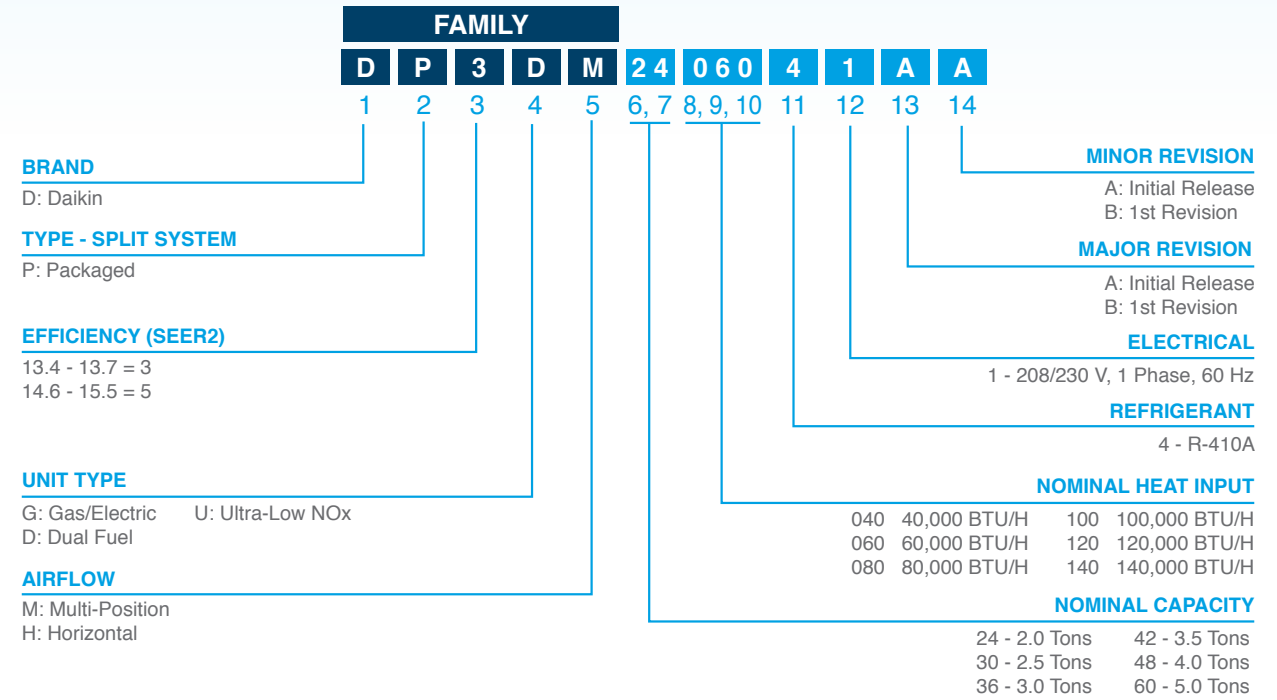 FAMILY
D P 3 D M 24 060 4 1 A A
1 2 3 4 5 6, 7 8, 9, 10 11 12 13 14
BRAND
D: Daikin
TYPE - SPLIT SYSTEM
P: Packaged
EFFICIENCY (SEER2)
13.4 - 13.7 = 3
14.6 - 15.5 = 5
UNIT TYPE
G: Gas/Electric U: Ultra-Low NOx
D: Dual Fuel
AIRFLOW
M: Multi-Position
H: Horizontal
MINOR REVISION
A: Initial Release
B: 1st Revision
MAJOR REVISION
A: Initial Release
B: 1st Revision
ELECTRICAL
1 - 208/230 V, 1 Phase, 60 Hz
REFRIGERANT
4 - R-410A
NOMINAL HEAT INPUT
040 40,000 BTU/H 100 100,000 BTU/H
060 60,000 BTU/H 120 120,000 BTU/H
080 80,000 BTU/H 140 140,000 BTU/H
NOMINAL CAPACITY
24 - 2.0 Tons 42 - 3.5 Tons
30 - 2.5 Tons 48 - 4.0 Tons
36 - 3.0 Tons 60 - 5.0 Tons